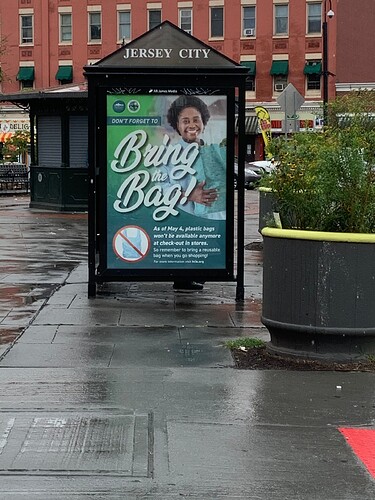 JERSEY CITY
DON'T FORGET TO
Bring
the
Bag!
As of May 4, plastic bags
won't be available anymore
at check-out in stores.
So remember to bring a reusable
bag when you go shopping!